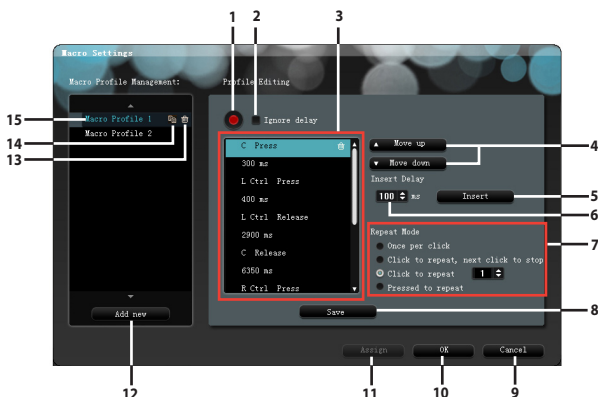 1 2 3
Macro Settings
Macro Profile Management:
Profile Editing
Ignore delay
15
Macro Profile 1
14
Macro Profile 2
13
C Press
300 ms
L Ctrl Press
400 ms
L Ctrl Release
2900 ms
C Release
6350 ms
R Ctrl Press
Move up
Move down
4
Insert Delay
100 ms
Insert
5
6
Repeat Mode
7
Once per click
Click to repeat, next click to stop
Click to repeat 1
Pressed to repeat
Add new
Save
8
Assign
OK
Cancel
12 11 10 9